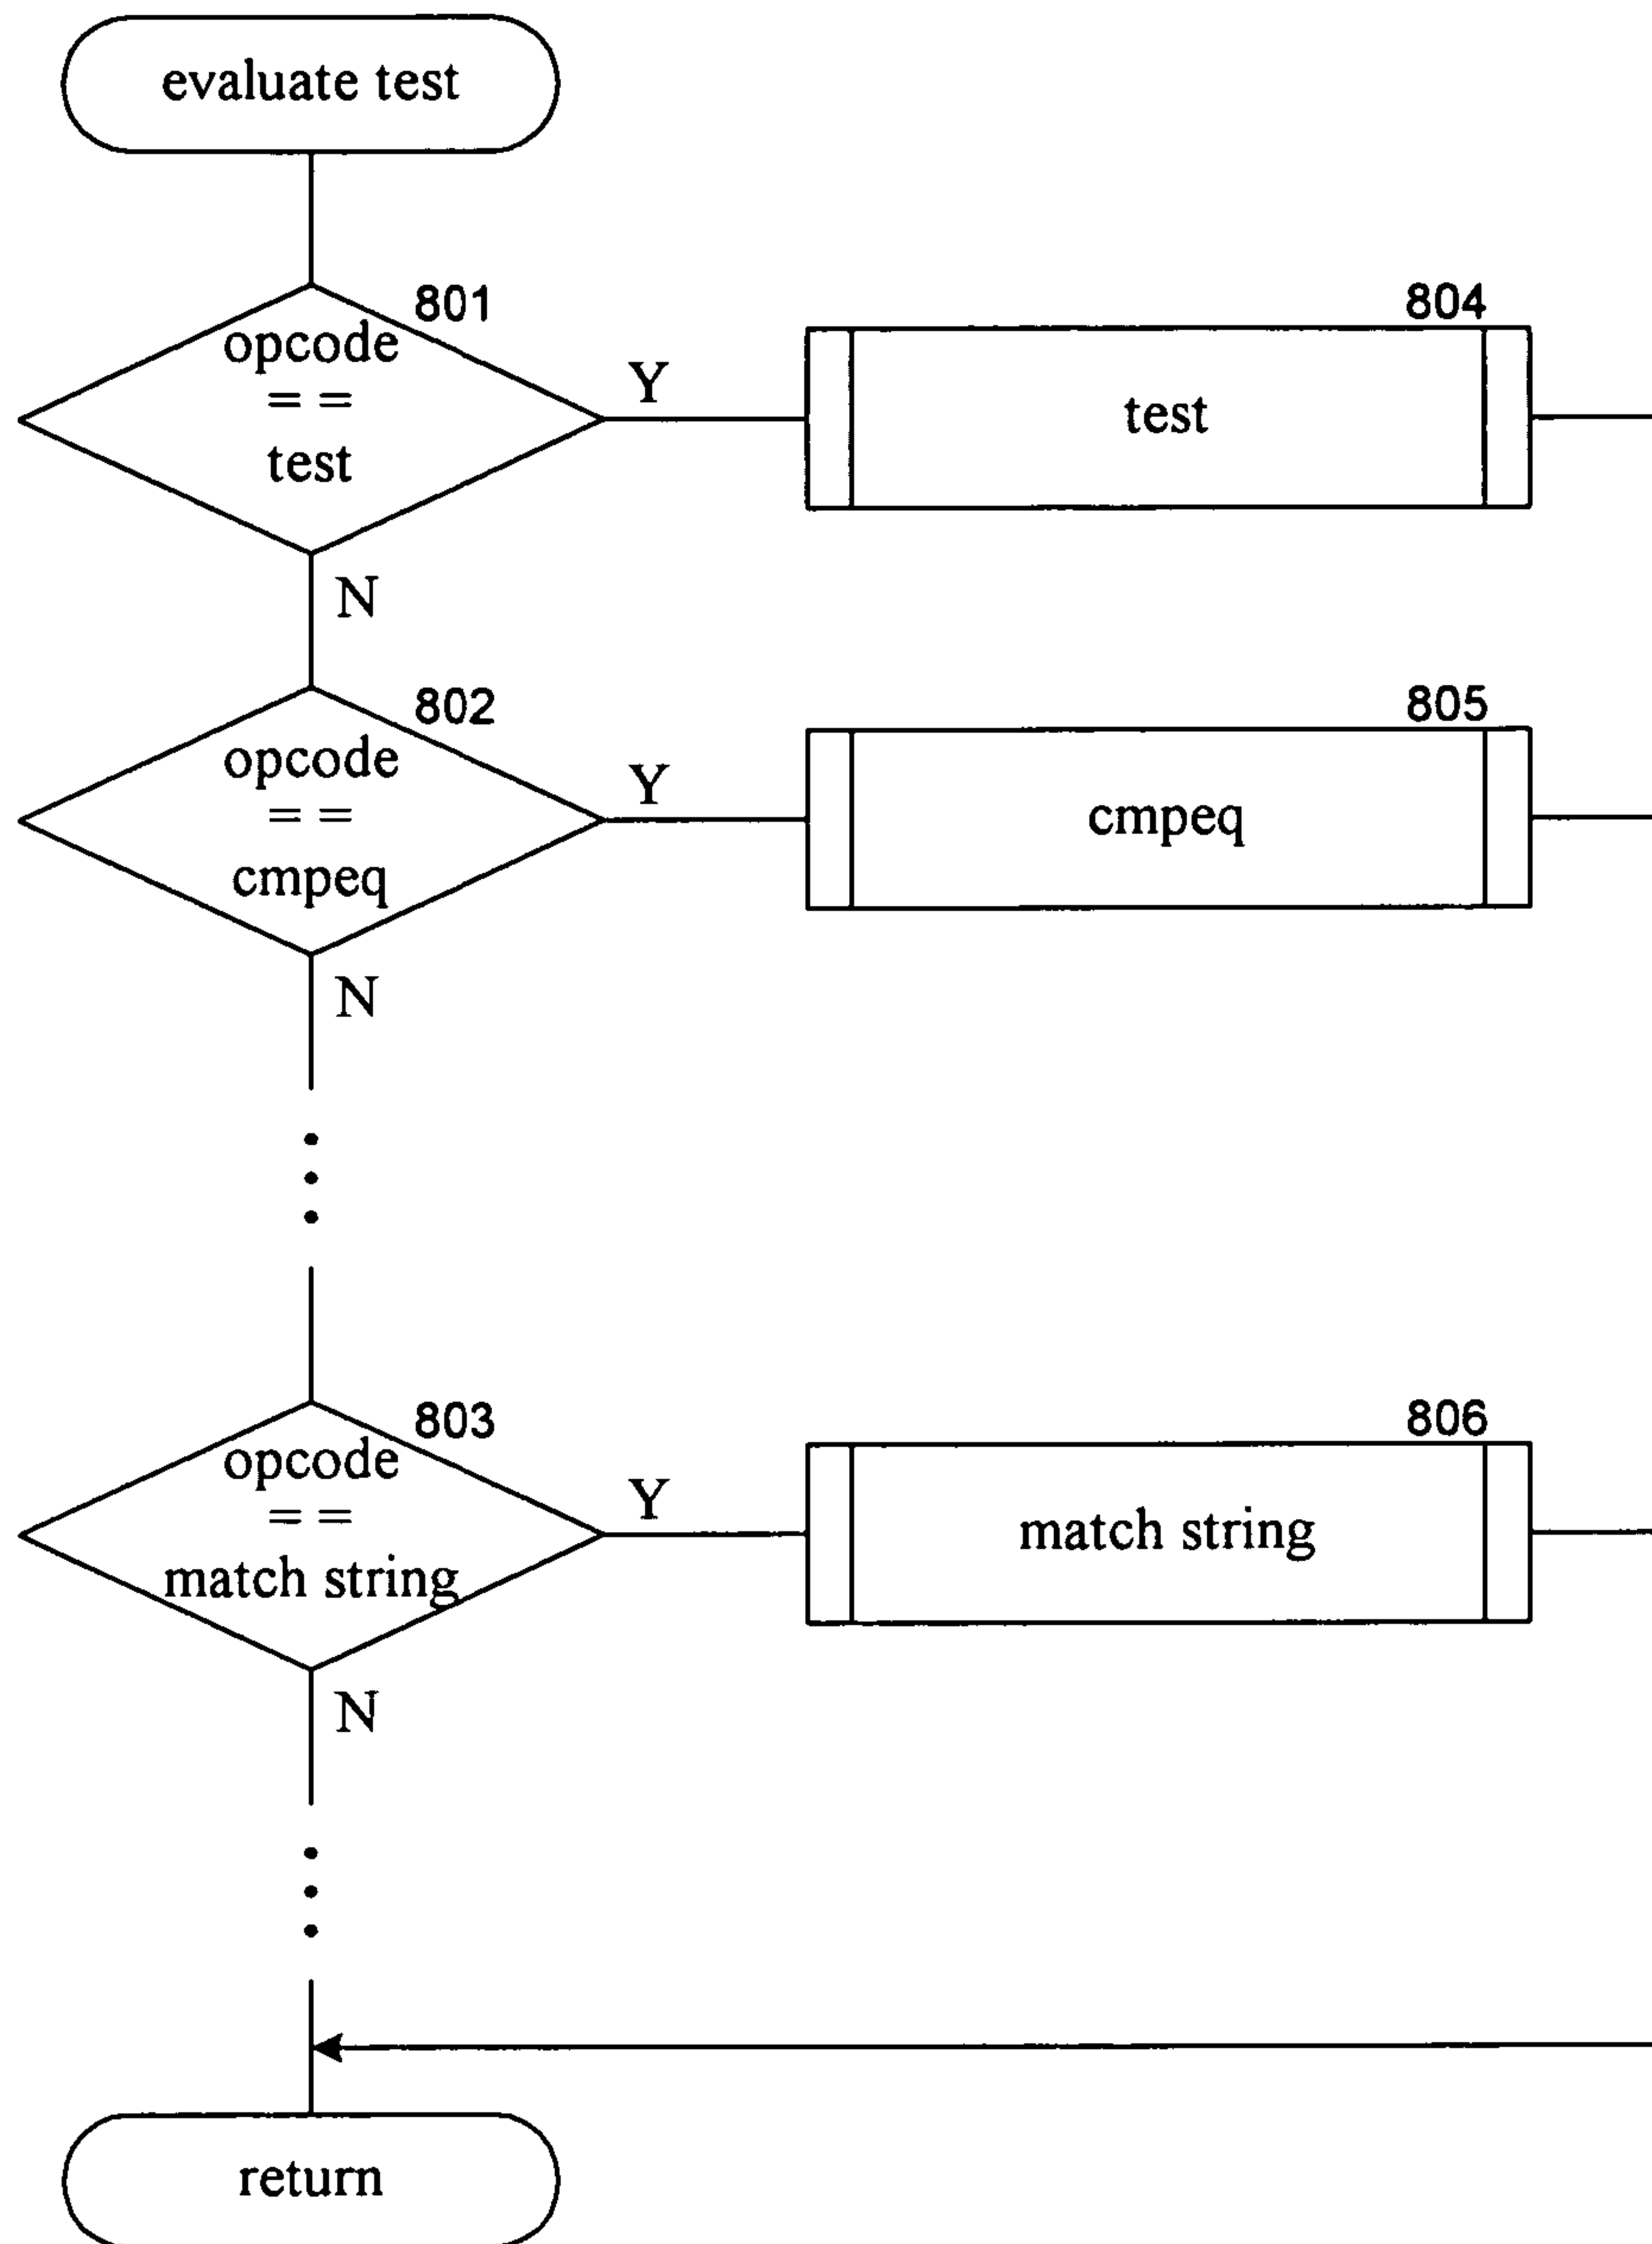 evaluate test
801
opcode
= =
test
Y
804
test
N
802
opcode
= =
cmpeq
Y
805
cmpeq
N
803
opcode
= =
match string
Y
806
match string
N
return